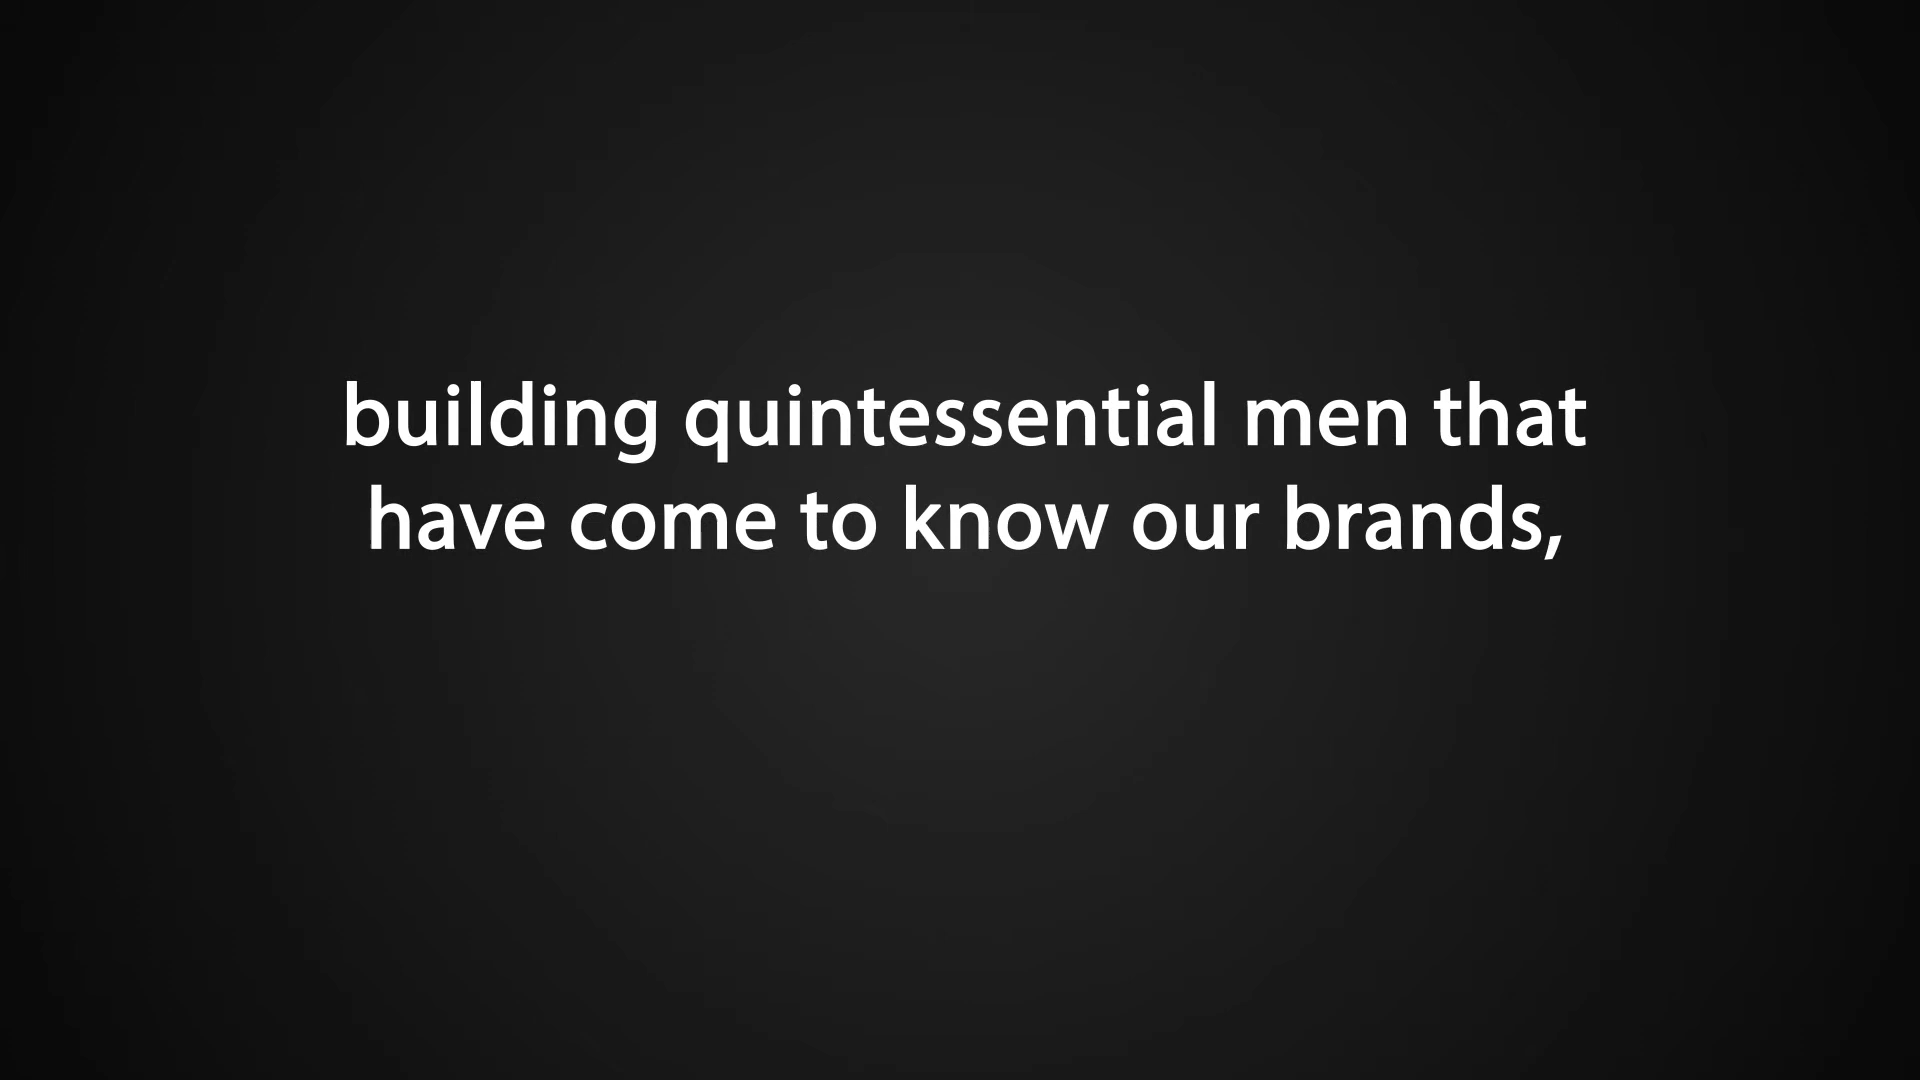 building quintessential men that
have come to know our brands,